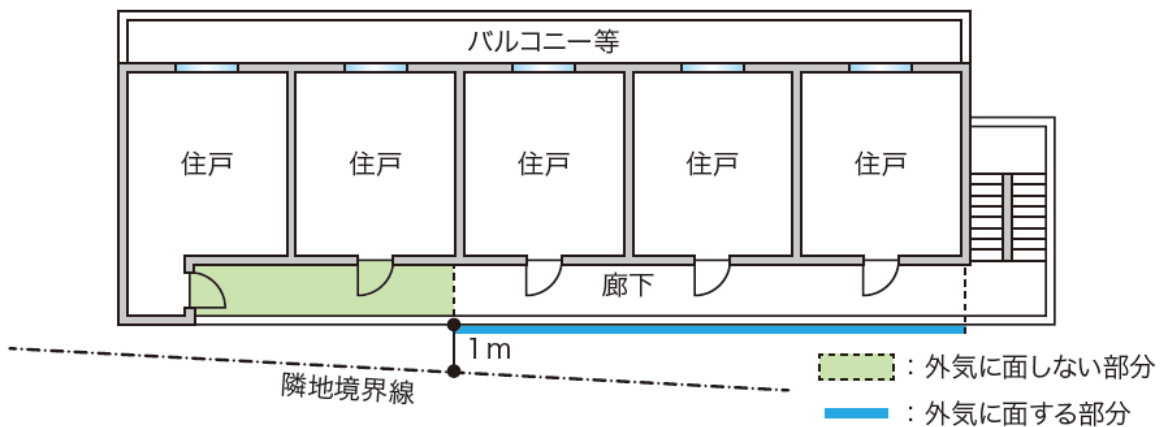 バルコニー等
住戸
住戸
住戸
住戸
住戸
廊下
1m
隣地境界線
：外気に面しない部分
：外気に面する部分